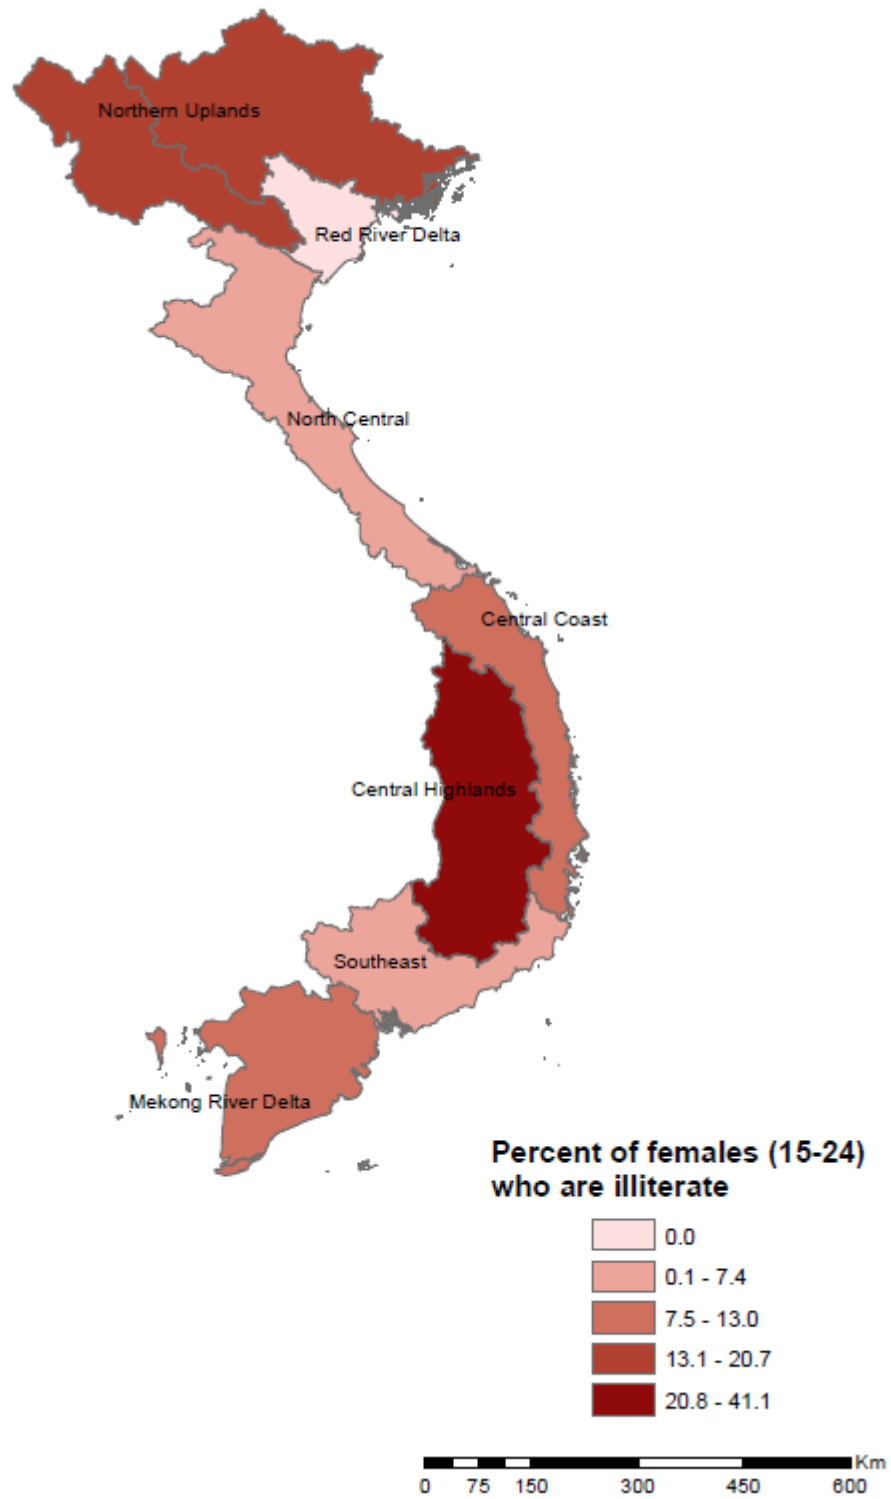 Northern Uplands
Red River Delta
North Central
Central Coast
Central Highlands
Southeast
Mekong River Delta
Percent of females (15-24)
who are illiterate
0.0
0.1 - 7.4
7.5 - 13.0
13.1 - 20.7
20.8 - 41.1
Km
0 75 150 300 450 600